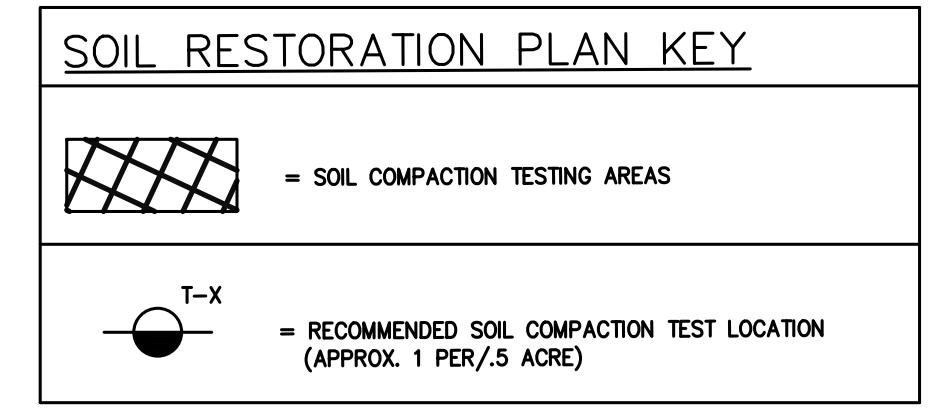 SOIL RESTORATION PLAN KEY
= SOIL COMPACTION TESTING AREAS
T-X
= RECOMMENDED SOIL COMPACTION TEST LOCATION
(APPROX. 1 PER/.5 ACRE)